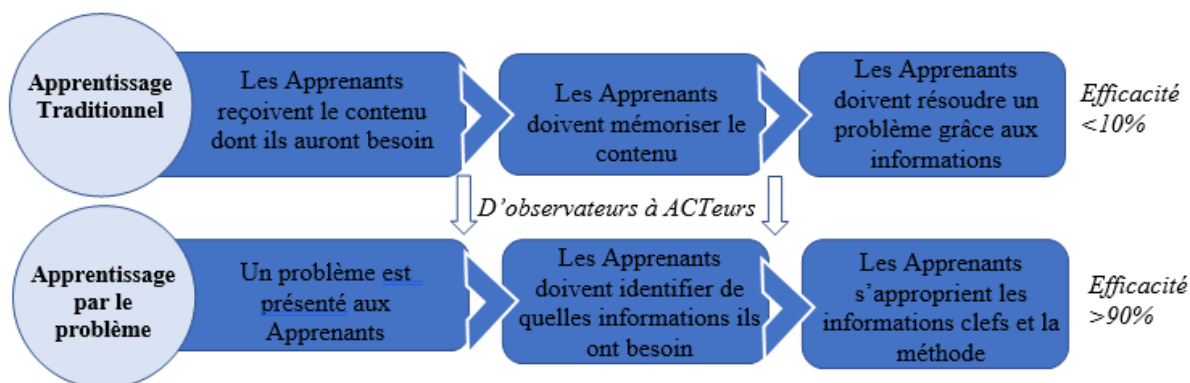 Apprentissage
Traditionnel
Les Apprenants
reçoivent le contenu
dont ils auront besoin
Les Apprenants
doivent mémoriser le
contenu
Les Apprenants
doivent résoudre un
problème grâce aux
informations
Efficacité
<10%
D’observateurs à ACTeurs
Apprentissage
par le
problème
Un problème est
présenté aux
Apprenants
Les Apprenants
doivent identifier de
quelles informations ils
ont besoin
Les Apprenants
s’approprient les
informations clefs et la
méthode
Efficacité
>90%